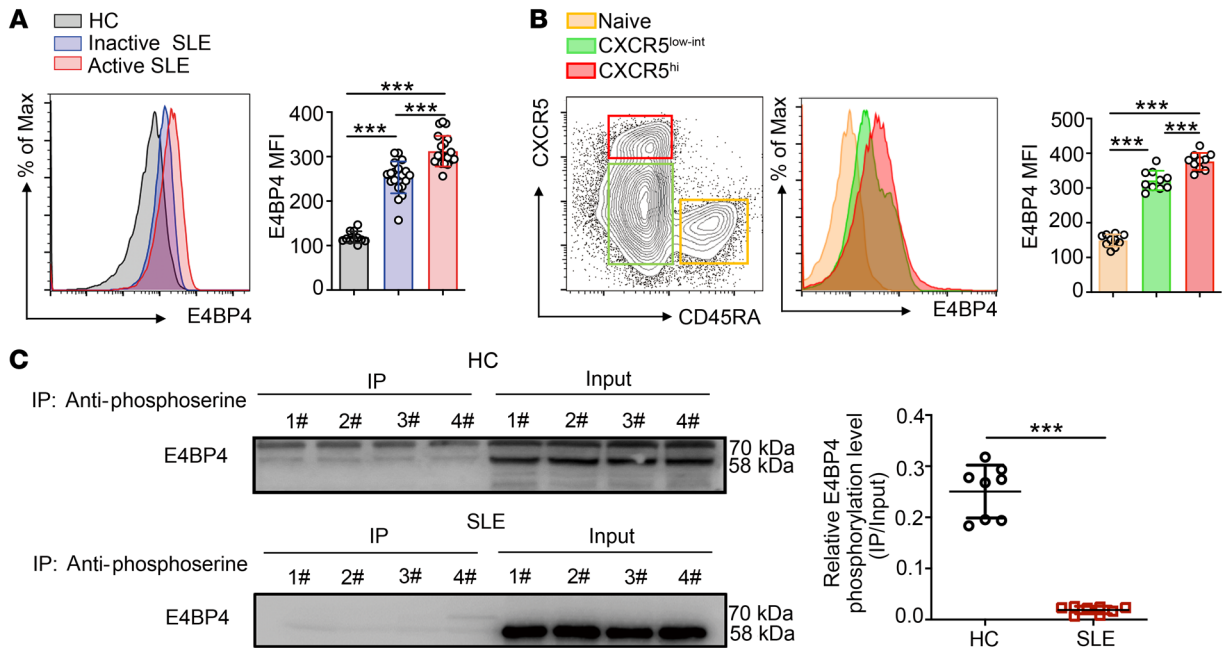 A
HC
Inactive SLE
Active SLE
% of Max
E4BP4
E4BP4 MFI
400
300
200
100
0
***
***
***
B
Naive
CXCR5low-int
CXCR5hi
CXCR5
CD45RA
% of Max
E4BP4
E4BP4 MFI
500
400
300
200
100
0
***
***
***
C
HC
IP
Input
IP: Anti-phosphoserine
1# 2# 3# 4# 1# 2# 3# 4#
E4BP4
70 kDa
58 kDa
SLE
IP
Input
IP: Anti-phosphoserine
1# 2# 3# 4# 1# 2# 3# 4#
E4BP4
70 kDa
58 kDa
Relative E4BP4
phosphorylation level
(IP/Input)
0.4
0.3
0.2
0.1
0.0
***
HC SLE